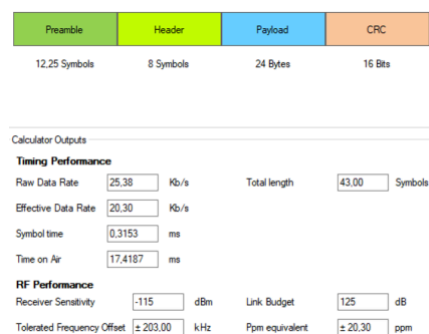 Preamble Header Payload CRC
12,25 Symbols 8 Symbols 24 Bytes 16 Bits
Calculator Outputs
Timing Performance
Raw Data Rate 25,38 Kb/s Total length 43,00 Symbols
Effective Data Rate 20,30 Kb/s
Symbol time 0,3153 ms
Time on Air 17,4187 ms
RF Performance
Receiver Sensitivity -115 dBm Link Budget 125 dB
Tolerated Frequency Offset ± 203,00 kHz Ppm equivalent ± 20,30 ppm